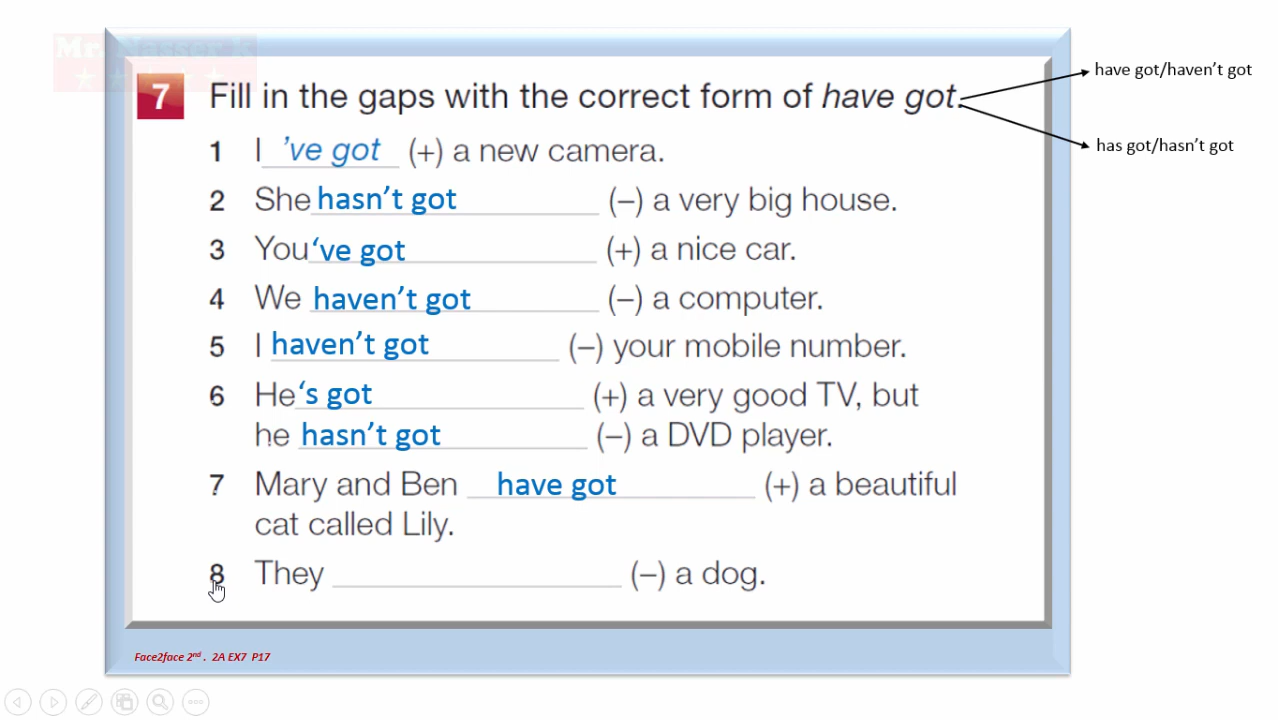 Mr. Nasser k
have got/haven't got
7 Fill in the gaps with the correct form of have got.
has got/hasn't got
1 I 've got (+) a new camera.
2 She hasn't got (–) a very big house.
3 You 've got (+) a nice car.
4 We haven't got (–) a computer.
5 I haven't got (–) your mobile number.
6 He 's got (+) a very good TV, but
he hasn't got (–) a DVD player.
7 Mary and Ben have got (+) a beautiful
cat called Lily.
8 They ____ (–) a dog.
Face2face 2nd . 2A EX7 P17